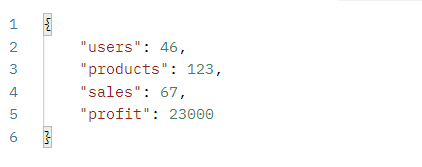 1 {
2     "users": 46,
3     "products": 123,
4     "sales": 67,
5     "profit": 23000
6 }